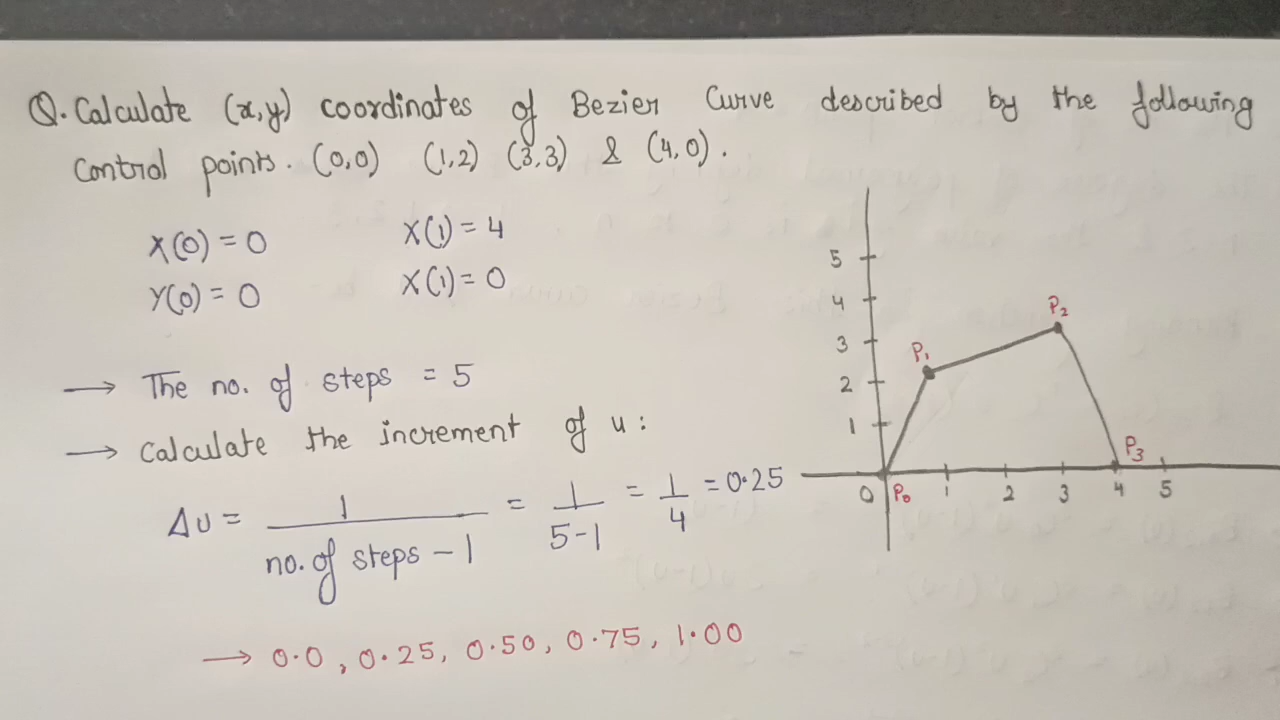 Q. Calculate (x,y) coordinates of Bezier Curve described by the following
control points. (0,0) (1,2) (3,3) & (4,0).
X(0) = 0
X(1) = 4
Y(0) = 0
X(1) = 0
→ The no. of steps = 5
→ Calculate the increment of u:
Δu = 1 / (no. of steps - 1) = 1 / (5-1) = 1/4 = 0.25
→ 0.0, 0.25, 0.50, 0.75, 1.00
5
4
3
2
1
P1
P2
P3
0 P0 1 2 3 4 5